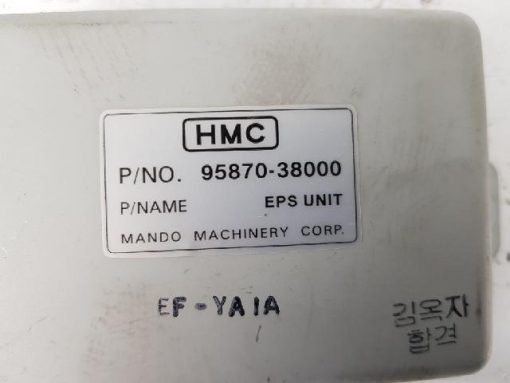 HMC
P/NO. 95870-38000
P/NAME EPS UNIT
MANDO MACHINERY CORP.
EF-YA1A
김옥자
합격